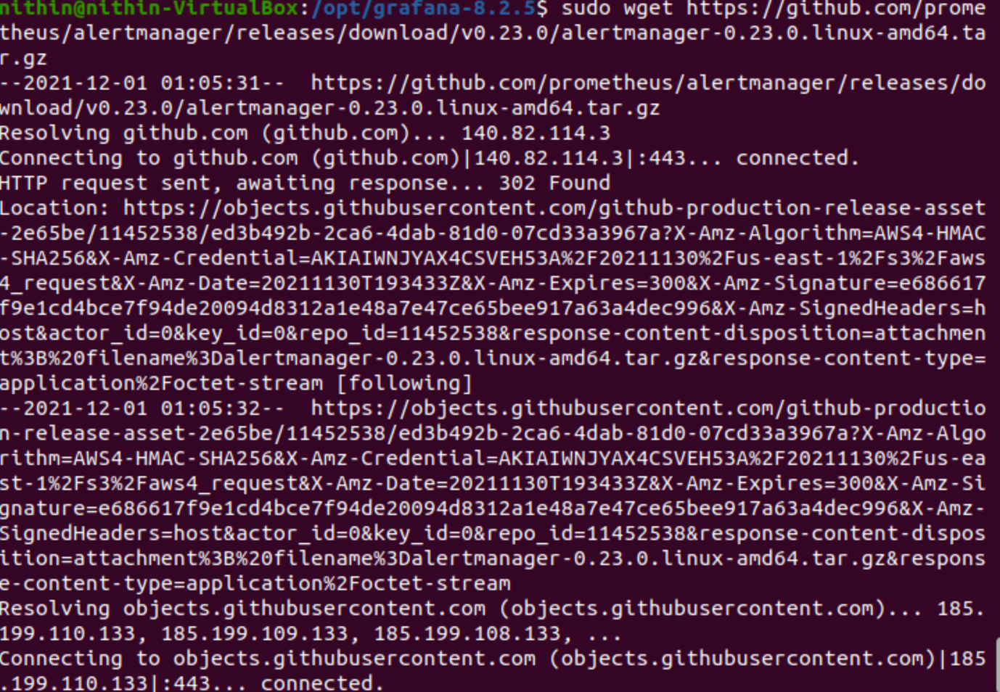 nithin@nithin-VirtualBox:/opt/grafana-8.2.5$ sudo wget https://github.com/prome
theus/alertmanager/releases/download/v0.23.0/alertmanager-0.23.0.linux-amd64.ta
r.gz
--2021-12-01 01:05:31--  https://github.com/prometheus/alertmanager/releases/do
wnload/v0.23.0/alertmanager-0.23.0.linux-amd64.tar.gz
Resolving github.com (github.com)... 140.82.114.3
Connecting to github.com (github.com)|140.82.114.3|:443... connected.
HTTP request sent, awaiting response... 302 Found
Location: https://objects.githubusercontent.com/github-production-release-asset
-2e65be/11452538/ed3b492b-2ca6-4dab-81d0-07cd33a3967a?X-Amz-Algorithm=AWS4-HMAC
-SHA256&X-Amz-Credential=AKIAIWNJYAX4CSVEH53A%2F20211130%2Fus-east-1%2Fs3%2Faws
4_request&X-Amz-Date=20211130T193433Z&X-Amz-Expires=300&X-Amz-Signature=e686617
f9e1cd4bce7f94de20094d8312a1e48a7e47ce65bee917a63a4dec996&X-Amz-SignedHeaders=h
ost&actor_id=0&key_id=0&repo_id=11452538&response-content-disposition=attachmen
t%3B%20filename%3Dalertmanager-0.23.0.linux-amd64.tar.gz&response-content-type=
application%2Foctet-stream [following]
--2021-12-01 01:05:32--  https://objects.githubusercontent.com/github-productio
n-release-asset-2e65be/11452538/ed3b492b-2ca6-4dab-81d0-07cd33a3967a?X-Amz-Algo
rithm=AWS4-HMAC-SHA256&X-Amz-Credential=AKIAIWNJYAX4CSVEH53A%2F20211130%2Fus-ea
st-1%2Fs3%2Faws4_request&X-Amz-Date=20211130T193433Z&X-Amz-Expires=300&X-Amz-Si
gnature=e686617f9e1cd4bce7f94de20094d8312a1e48a7e47ce65bee917a63a4dec996&X-Amz-
SignedHeaders=host&actor_id=0&key_id=0&repo_id=11452538&response-content-dispos
ition=attachment%3B%20filename%3Dalertmanager-0.23.0.linux-amd64.tar.gz&respons
e-content-type=application%2Foctet-stream
Resolving objects.githubusercontent.com (objects.githubusercontent.com)... 185.
199.110.133, 185.199.109.133, 185.199.108.133, ...
Connecting to objects.githubusercontent.com (objects.githubusercontent.com)|185
.199.110.133|:443... connected.